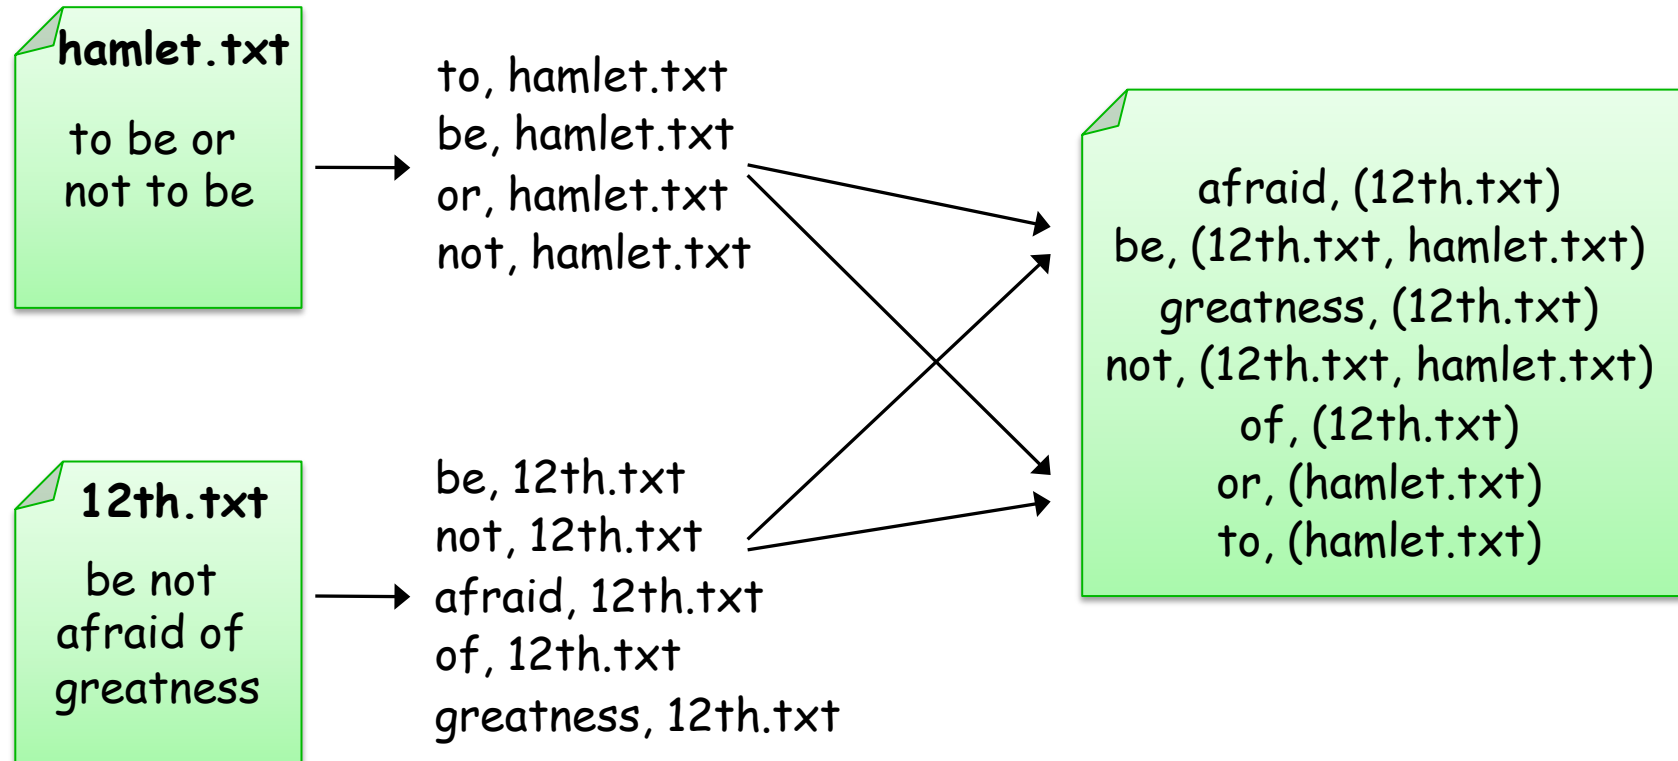 hamlet.txt
to be or
not to be
to, hamlet.txt
be, hamlet.txt
or, hamlet.txt
not, hamlet.txt
12th.txt
be not
afraid of
greatness
be, 12th.txt
not, 12th.txt
afraid, 12th.txt
of, 12th.txt
greatness, 12th.txt
afraid, (12th.txt)
be, (12th.txt, hamlet.txt)
greatness, (12th.txt)
not, (12th.txt, hamlet.txt)
of, (12th.txt)
or, (hamlet.txt)
to, (hamlet.txt)